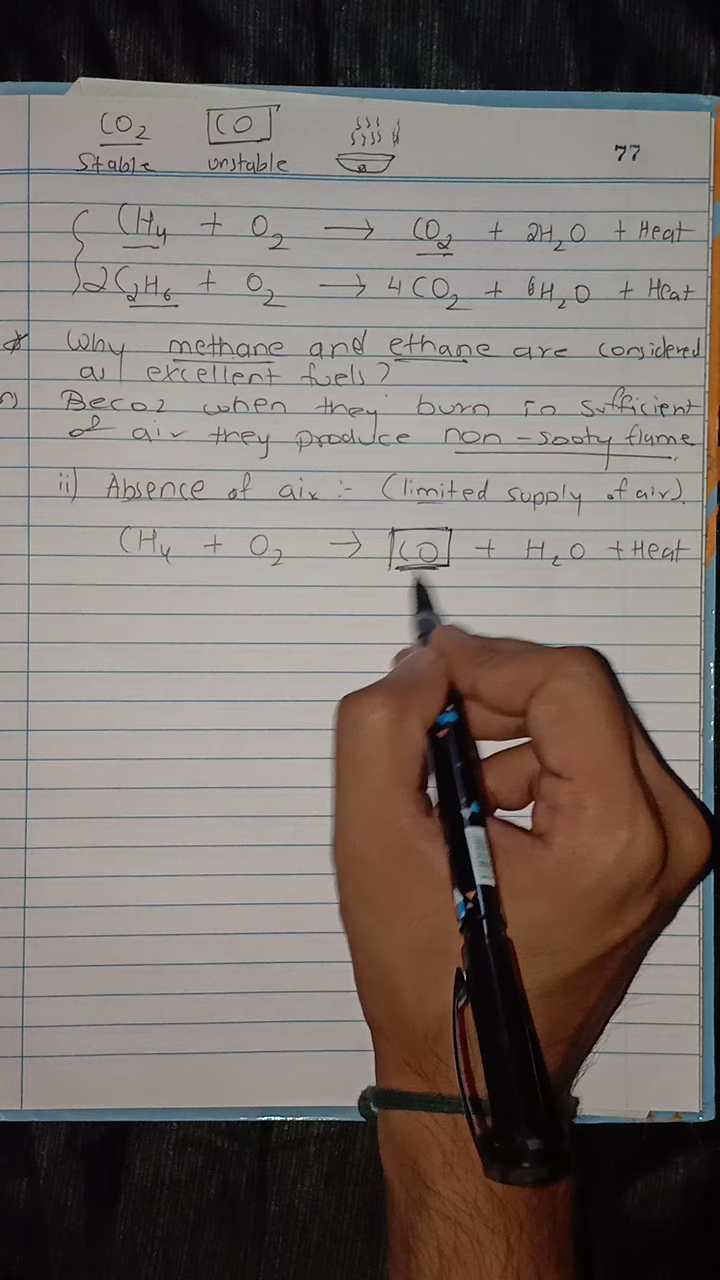 CO₂ CO 77
Stable unstable
CH₄ + O₂ → CO₂ + 2H₂O + Heat
2C₂H₆ + O₂ → 4CO₂ + 6H₂O + Heat
* Why methane and ethane are considered
as excellent fuels?
Becoz when they burn in sufficient
of air they produce non-sooty flame.
ii) Absence of air :- (limited supply of air).
CH₄ + O₂ → CO + H₂O + Heat